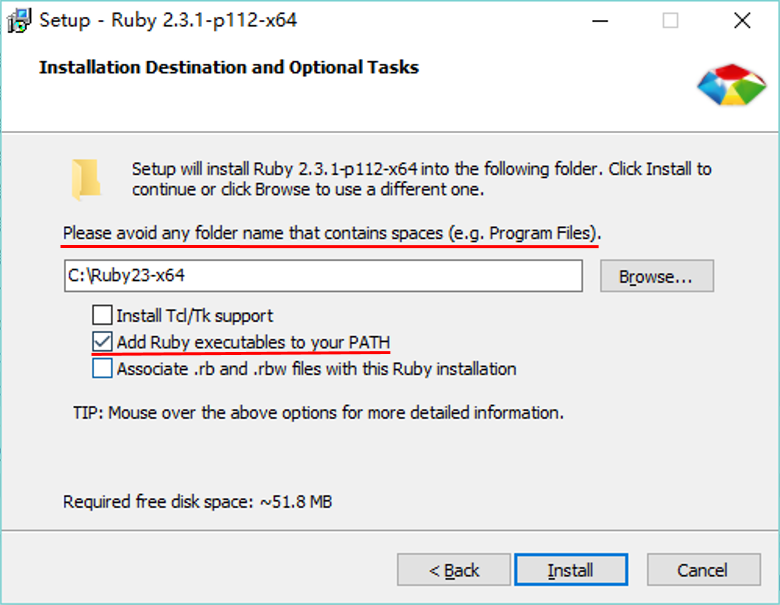 Setup - Ruby 2.3.1-p112-x64
Installation Destination and Optional Tasks
Setup will install Ruby 2.3.1-p112-x64 into the following folder. Click Install to
continue or click Browse to use a different one.
Please avoid any folder name that contains spaces (e.g. Program Files).
C:\Ruby23-x64
Browse...
Install Tcl/Tk support
Add Ruby executables to your PATH
Associate .rb and .rbw files with this Ruby installation
TIP: Mouse over the above options for more detailed information.
Required free disk space: ~51.8 MB
< Back
Install
Cancel